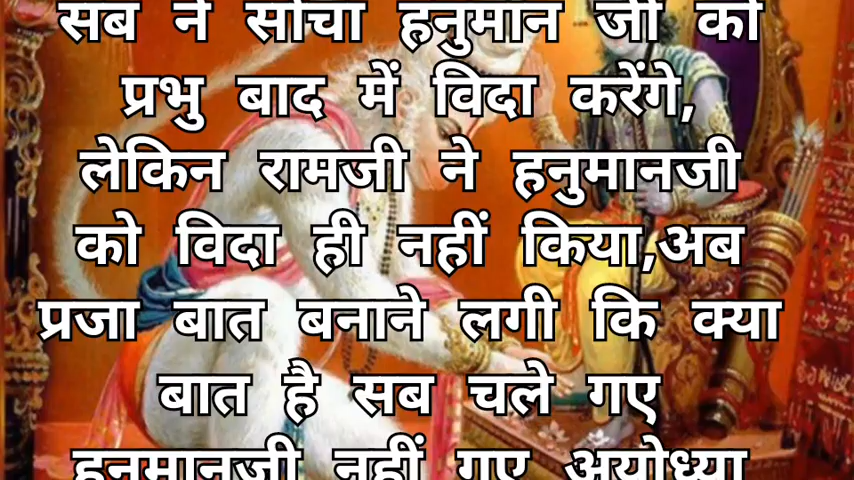 सब ने सोचा हनुमान जी को
प्रभु बाद में विदा करेंगे,
लेकिन रामजी ने हनुमानजी
को विदा ही नहीं किया,अब
प्रजा बात बनाने लगी कि क्या
बात है सब चले गए
हनुमानजी नहीं गए अयोध्या